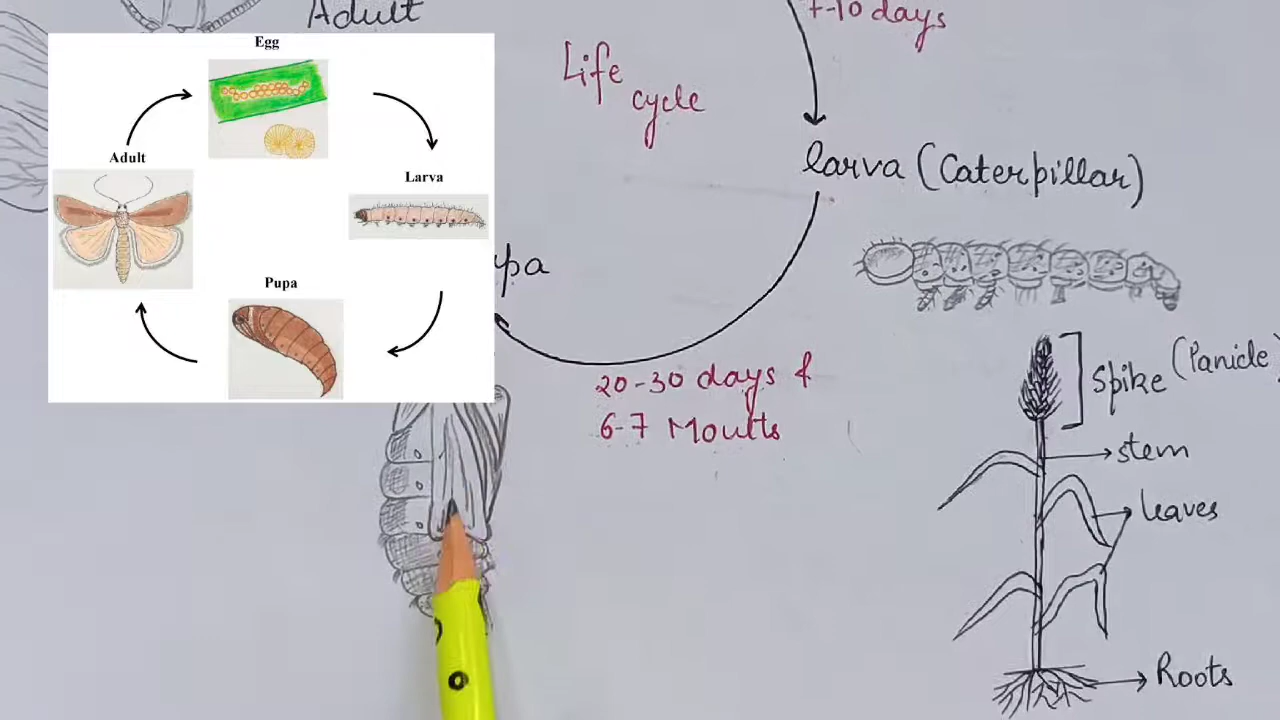 Adult
7-10 days
Life
cycle
Egg
Adult
Larva
Pupa
larva (Caterpillar)
20-30 days &
6-7 Moults
Spike (Panicle
stem
leaves
Roots